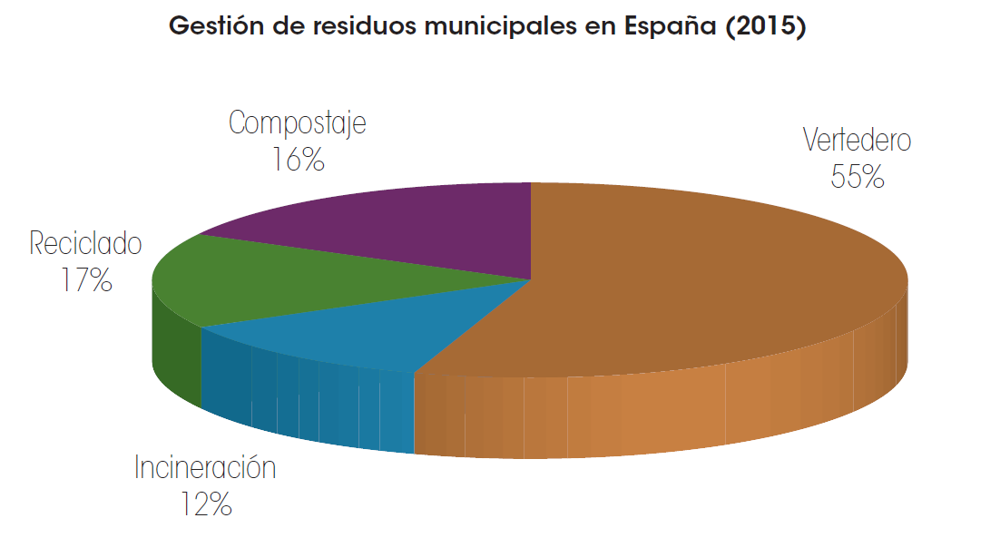 Gestión de residuos municipales en España (2015)
Compostaje
16%
Vertedero
55%
Reciclado
17%
Incineración
12%